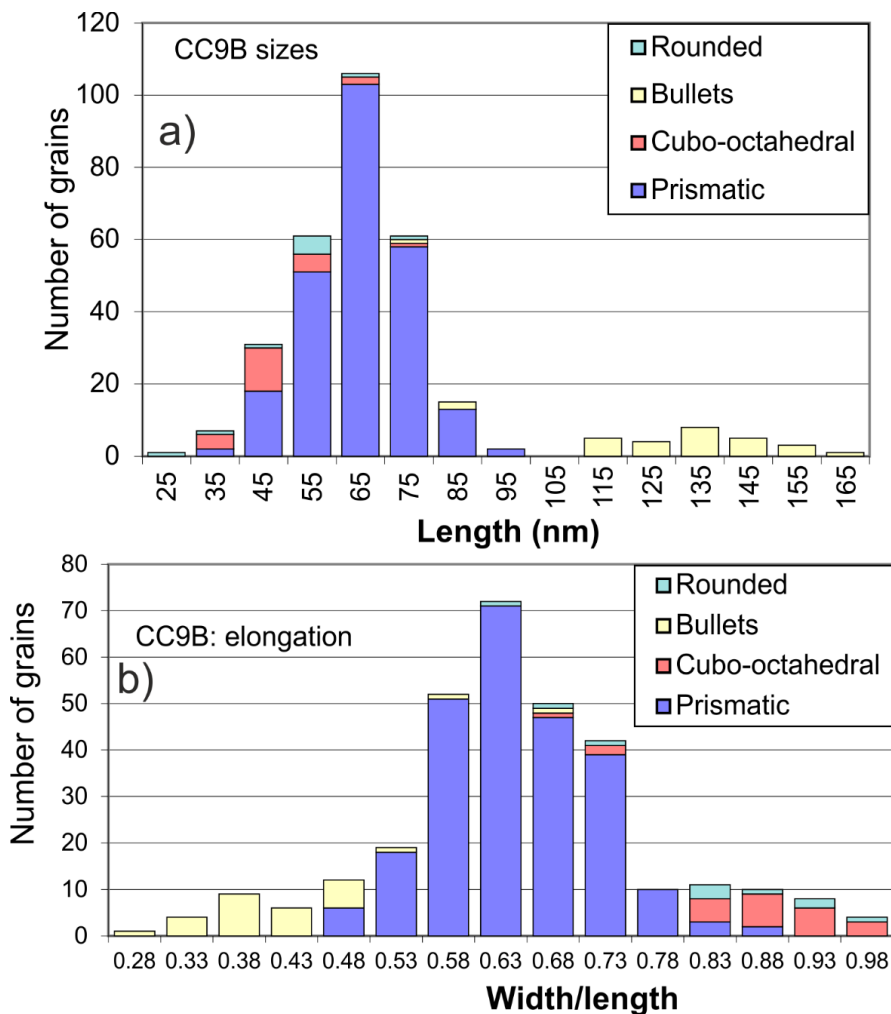 120
100
80
60
40
20
0
Number of grains
CC9B sizes
a)
Rounded
Bullets
Cubo-octahedral
Prismatic
25 35 45 55 65 75 85 95 105 115 125 135 145 155 165
Length (nm)
80
70
60
50
40
30
20
10
0
Number of grains
CC9B: elongation
b)
Rounded
Bullets
Cubo-octahedral
Prismatic
0.28 0.33 0.38 0.43 0.48 0.53 0.58 0.63 0.68 0.73 0.78 0.83 0.88 0.93 0.98
Width/length